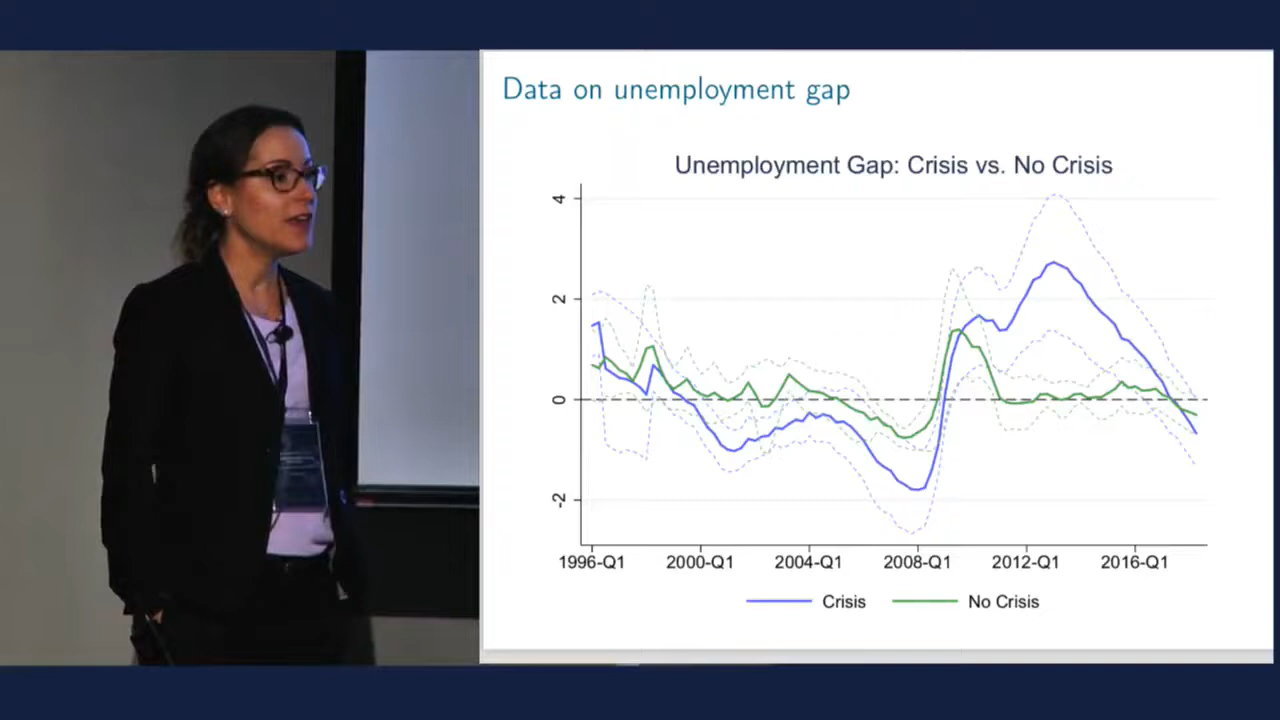 Data on unemployment gap
Unemployment Gap: Crisis vs. No Crisis
4
2
0
-2
1996-Q1 2000-Q1 2004-Q1 2008-Q1 2012-Q1 2016-Q1
Crisis No Crisis